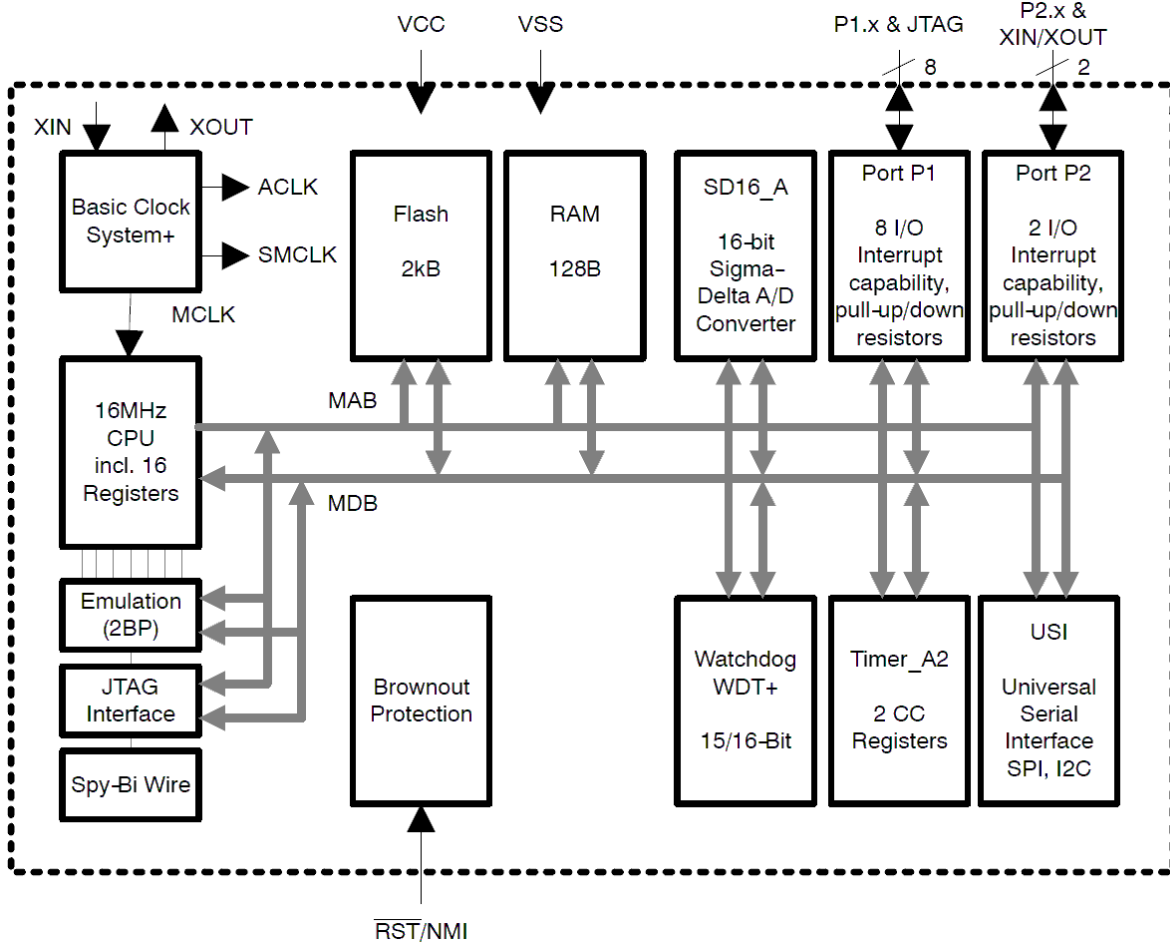 VCC
VSS
P1.x & JTAG
P2.x &
XIN/XOUT
8
2
XIN
XOUT
Basic Clock
System+
ACLK
SMCLK
MCLK
Flash
2kB
RAM
128B
SD16_A
16-bit
Sigma-
Delta A/D
Converter
Port P1
8 I/O
Interrupt
capability,
pull-up/down
resistors
Port P2
2 I/O
Interrupt
capability,
pull-up/down
resistors
16MHz
CPU
incl. 16
Registers
MAB
MDB
Emulation
(2BP)
JTAG
Interface
Spy-Bi Wire
Brownout
Protection
Watchdog
WDT+
15/16-Bit
Timer_A2
2 CC
Registers
USI
Universal
Serial
Interface
SPI, I2C
RST/NMI